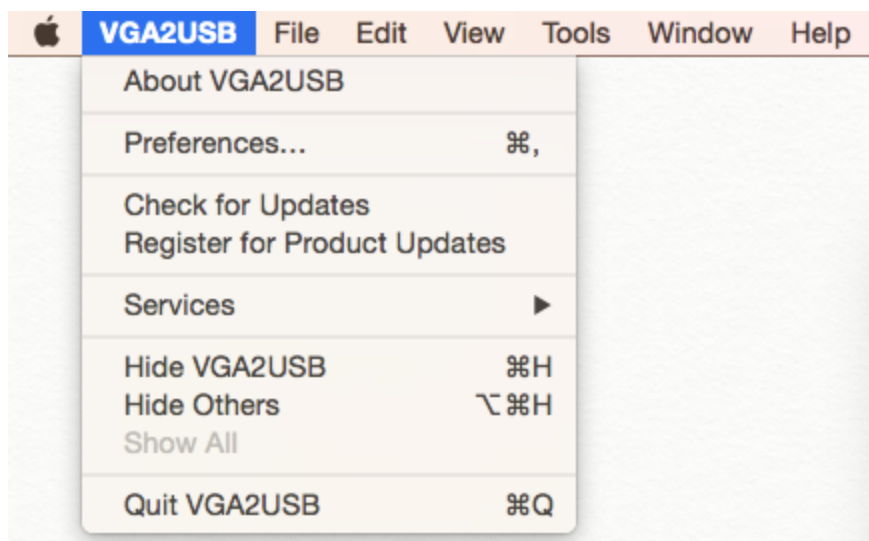 VGA2USB File Edit View Tools Window Help
About VGA2USB
Preferences... ⌘,
Check for Updates
Register for Product Updates
Services ▶
Hide VGA2USB ⌘H
Hide Others ⌥⌘H
Show All
Quit VGA2USB ⌘Q